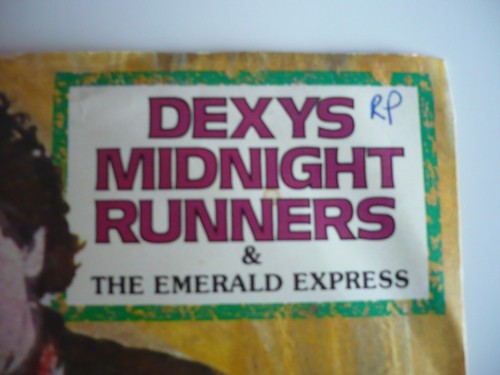 DEXYS RP
MIDNIGHT
RUNNERS
&
THE EMERALD EXPRESS